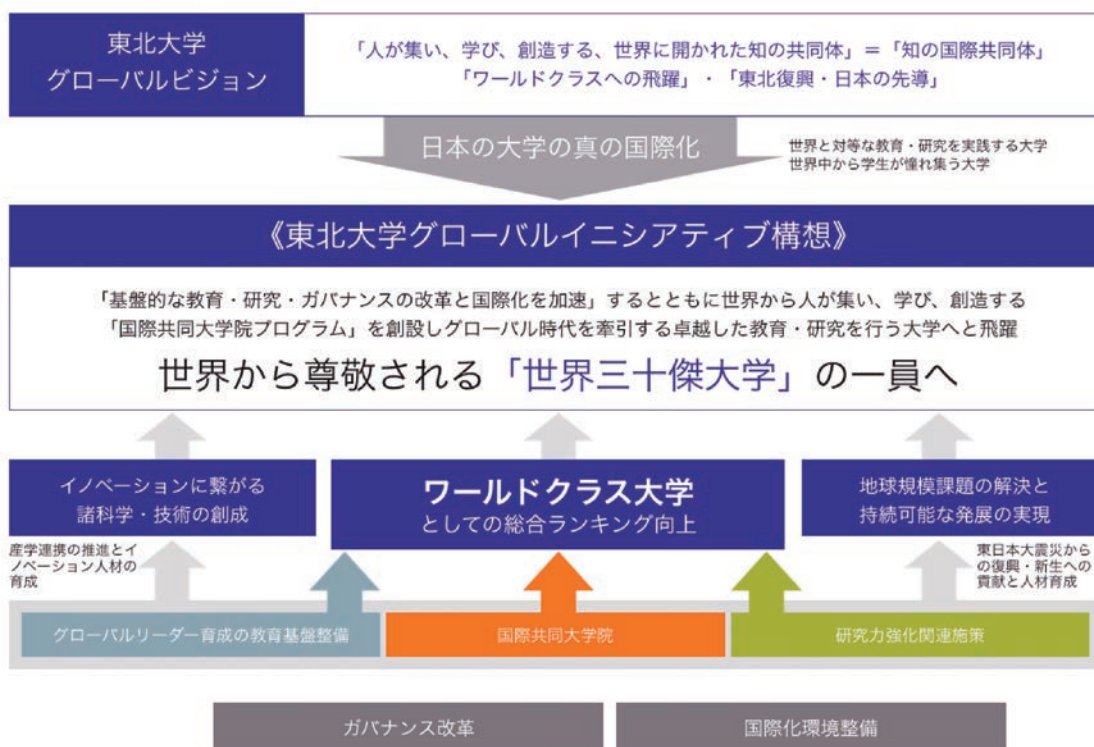 東北大学
グローバルビジョン
「人が集い、学び、創造する、世界に開かれた知の共同体」＝「知の国際共同体」
「ワールドクラスへの飛躍」・「東北復興・日本の先導」
日本の大学の真の国際化
世界と対等な教育・研究を実践する大学
世界中から学生が憧れ集う大学
《東北大学グローバルイニシアティブ構想》
「基盤的な教育・研究・ガバナンスの改革と国際化を加速」するとともに世界から人が集い、学び、創造する
「国際共同大学院プログラム」を創設しグローバル時代を牽引する卓越した教育・研究を行う大学へと飛躍
世界から尊敬される「世界三十傑大学」の一員へ
イノベーションに繋がる
諸科学・技術の創成
ワールドクラス大学
としての総合ランキング向上
地球規模課題の解決と
持続可能な発展の実現
産学連携の推進とイ
ノベーション人材の
育成
東日本大震災から
の復興・新生への
貢献と人材育成
グローバルリーダー育成の教育基盤整備
国際共同大学院
研究力強化関連施策
ガバナンス改革
国際化環境整備